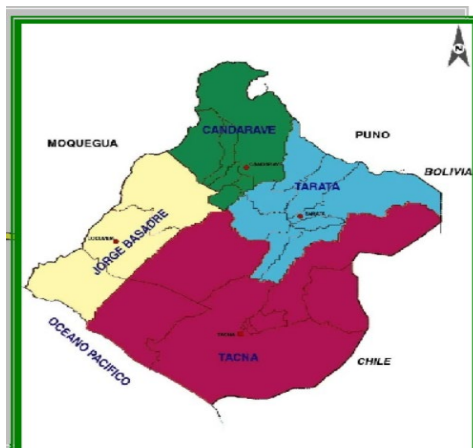 CANDARAVE
MOQUEGUA
PUNO
BOLIVIA
TARATA
JORGE BASADRE
OCEANO PACIFICO
TACNA
CHILE